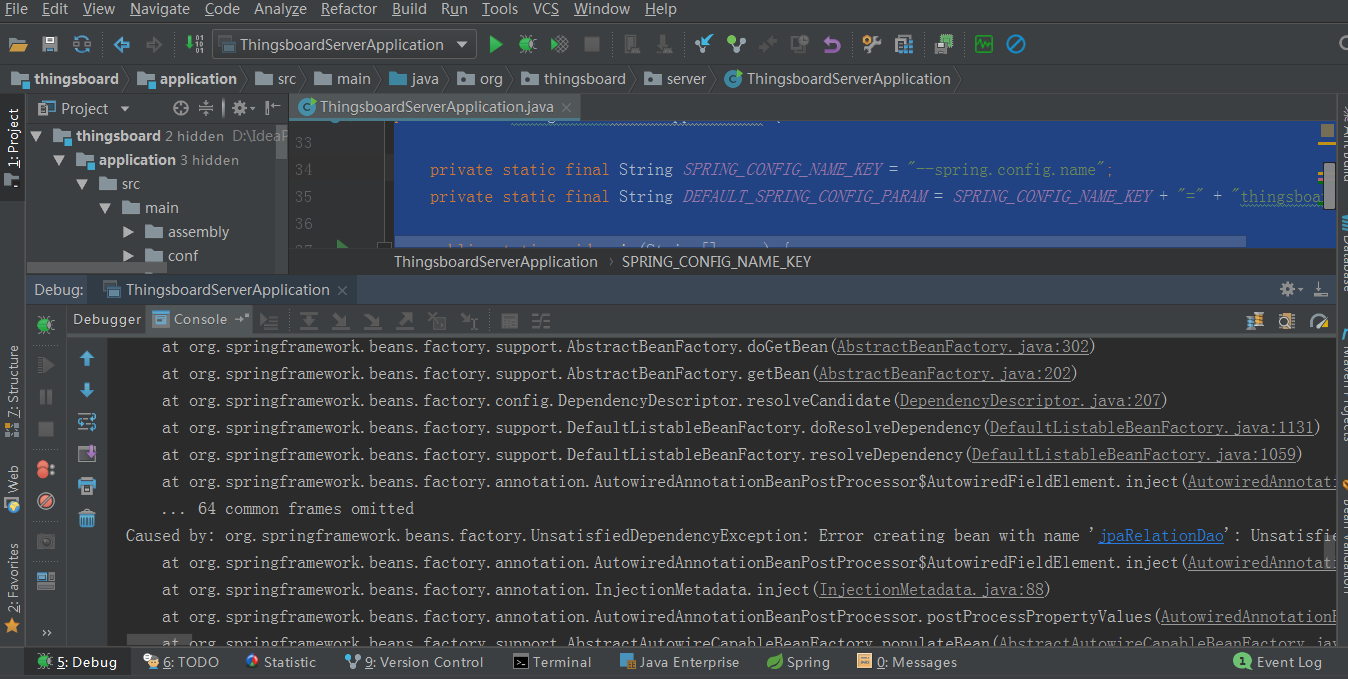 File Edit View Navigate Code Analyze Refactor Build Run Tools VCS Window Help
ThingsboardServerApplication
thingsboard application src main java org thingsboard server ThingsboardServerApplication
1: Project
Project
ThingsboardServerApplication.java
thingsboard 2 hidden D:\IdeaP
application 3 hidden
src
main
assembly
conf
33
34 private static final String SPRING_CONFIG_NAME_KEY = "--spring.config.name";
35 private static final String DEFAULT_SPRING_CONFIG_PARAM = SPRING_CONFIG_NAME_KEY + "=" + "thingsboa
36
ThingsboardServerApplication › SPRING_CONFIG_NAME_KEY
Debug: ThingsboardServerApplication
Debugger Console
at org.springframework.beans.factory.support.AbstractBeanFactory.doGetBean(AbstractBeanFactory.java:302)
at org.springframework.beans.factory.support.AbstractBeanFactory.getBean(AbstractBeanFactory.java:202)
at org.springframework.beans.factory.config.DependencyDescriptor.resolveCandidate(DependencyDescriptor.java:207)
at org.springframework.beans.factory.support.DefaultListableBeanFactory.doResolveDependency(DefaultListableBeanFactory.java:1131)
at org.springframework.beans.factory.support.DefaultListableBeanFactory.resolveDependency(DefaultListableBeanFactory.java:1059)
at org.springframework.beans.factory.annotation.AutowiredAnnotationBeanPostProcessor$AutowiredFieldElement.inject(AutowiredAnnotati
... 64 common frames omitted
Caused by: org.springframework.beans.factory.UnsatisfiedDependencyException: Error creating bean with name 'jpaRelationDao': Unsatisfie
at org.springframework.beans.factory.annotation.AutowiredAnnotationBeanPostProcessor$AutowiredFieldElement.inject(AutowiredAnnotati
at org.springframework.beans.factory.annotation.InjectionMetadata.inject(InjectionMetadata.java:88)
at org.springframework.beans.factory.annotation.AutowiredAnnotationBeanPostProcessor.postProcessPropertyValues(AutowiredAnnotationB
at org.springframework.beans.factory.support.AbstractAutowireCapableBeanFactory.populateBean(AbstractAutowireCapableBeanFactory.jav
7: Structure
Web
2: Favorites
Database
5: Debug 6: TODO Statistic 9: Version Control Terminal Java Enterprise Spring 0: Messages 1 Event Log